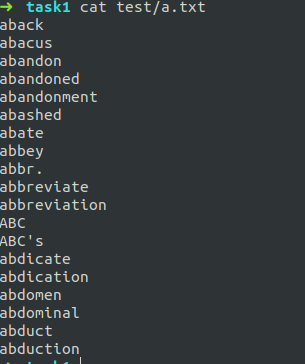 ➜ task1 cat test/a.txt
aback
abacus
abandon
abandoned
abandonment
abashed
abate
abbey
abbr.
abbreviate
abbreviation
ABC
ABC's
abdicate
abdication
abdomen
abdominal
abduct
abduction